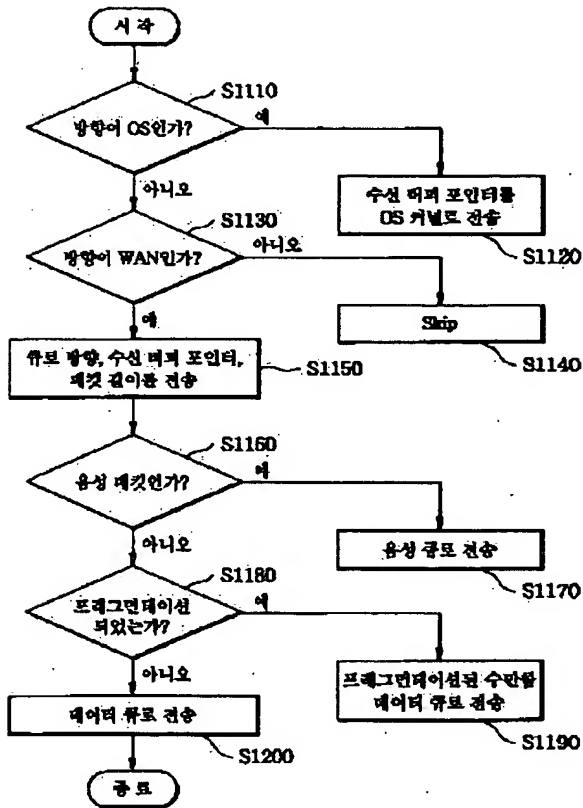 시 작
S1110
방향이 OS인가?
예
아니오
수신 버퍼 포인터를
OS 커널로 전송
S1120
S1130
방향이 WAN인가?
아니오
예
Skip
S1140
큐브 방향, 수신 버퍼 포인터,
패킷 길이를 전송
S1150
S1160
음성 패킷인가?
예
아니오
음성 큐로 전송
S1170
S1180
프래그먼테이션
되었는가?
예
아니오
프래그먼테이션된 수만큼
데이터 큐로 전송
S1190
데이터 큐로 전송
S1200
종 료